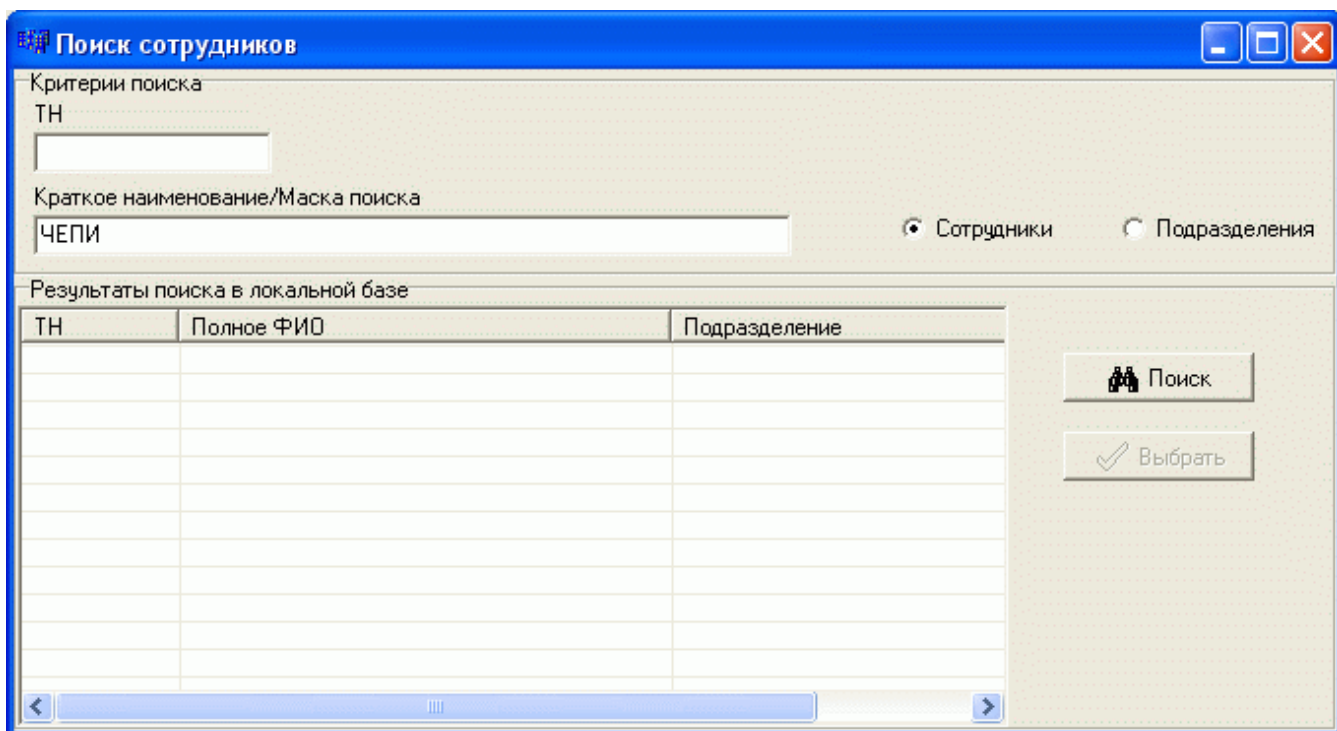 Поиск сотрудников
Критерии поиска
ТН
Краткое наименование/Маска поиска
ЧЕПИ
Сотрудники Подразделения
Результаты поиска в локальной базе
ТН Полное ФИО Подразделение
Поиск
Выбрать